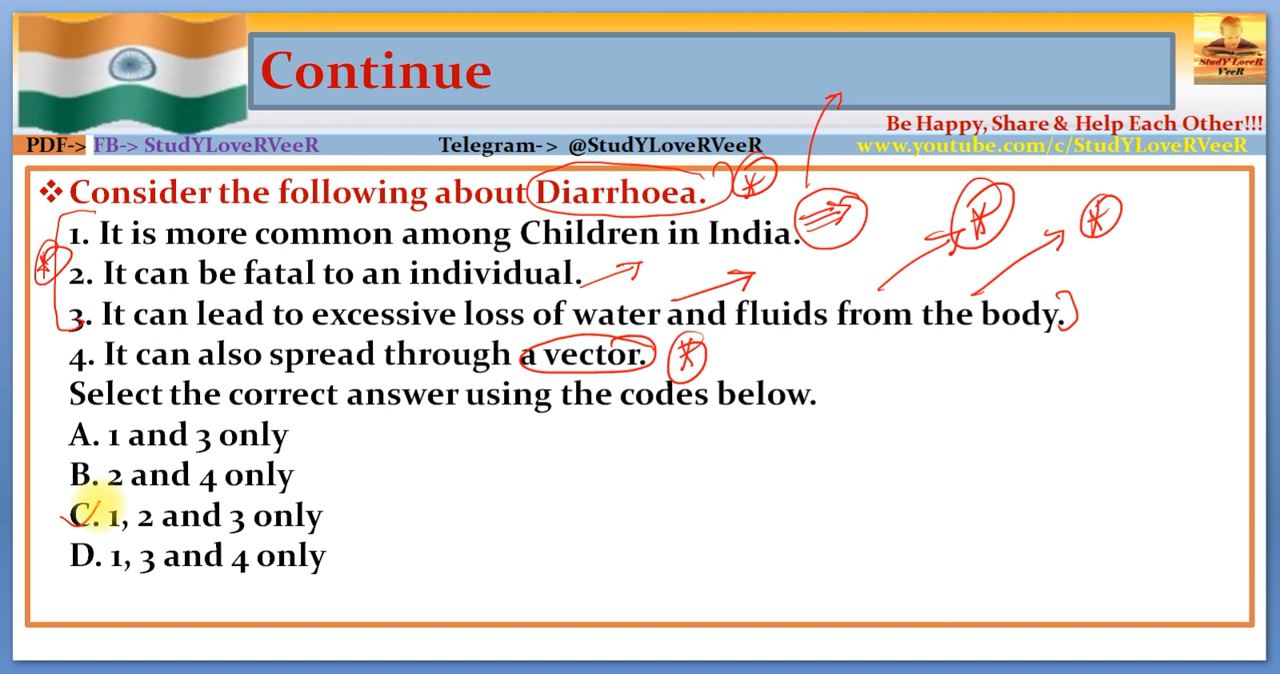 Continue
StudY LoveR
VeeR
Be Happy, Share & Help Each Other!!!
PDF-> FB-> StudYLoveRVeeR Telegram-> @StudYLoveRVeeR www.youtube.com/c/StudYLoveRVeeR
❖ Consider the following about Diarrhoea.
1. It is more common among Children in India.
2. It can be fatal to an individual.
3. It can lead to excessive loss of water and fluids from the body.
4. It can also spread through a vector.
Select the correct answer using the codes below.
A. 1 and 3 only
B. 2 and 4 only
C. 1, 2 and 3 only
D. 1, 3 and 4 only